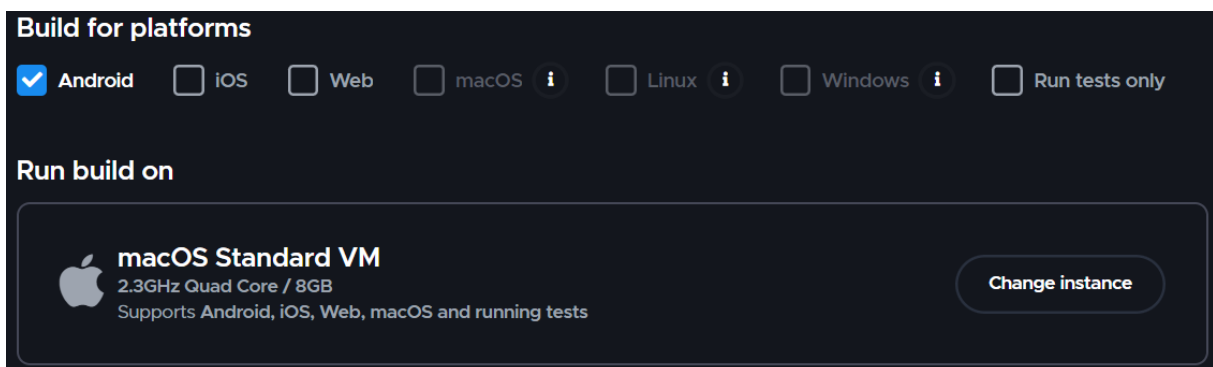 Build for platforms
Android iOS Web macOS i Linux i Windows i Run tests only
Run build on
macOS Standard VM
2.3GHz Quad Core / 8GB
Change instance
Supports Android, iOS, Web, macOS and running tests